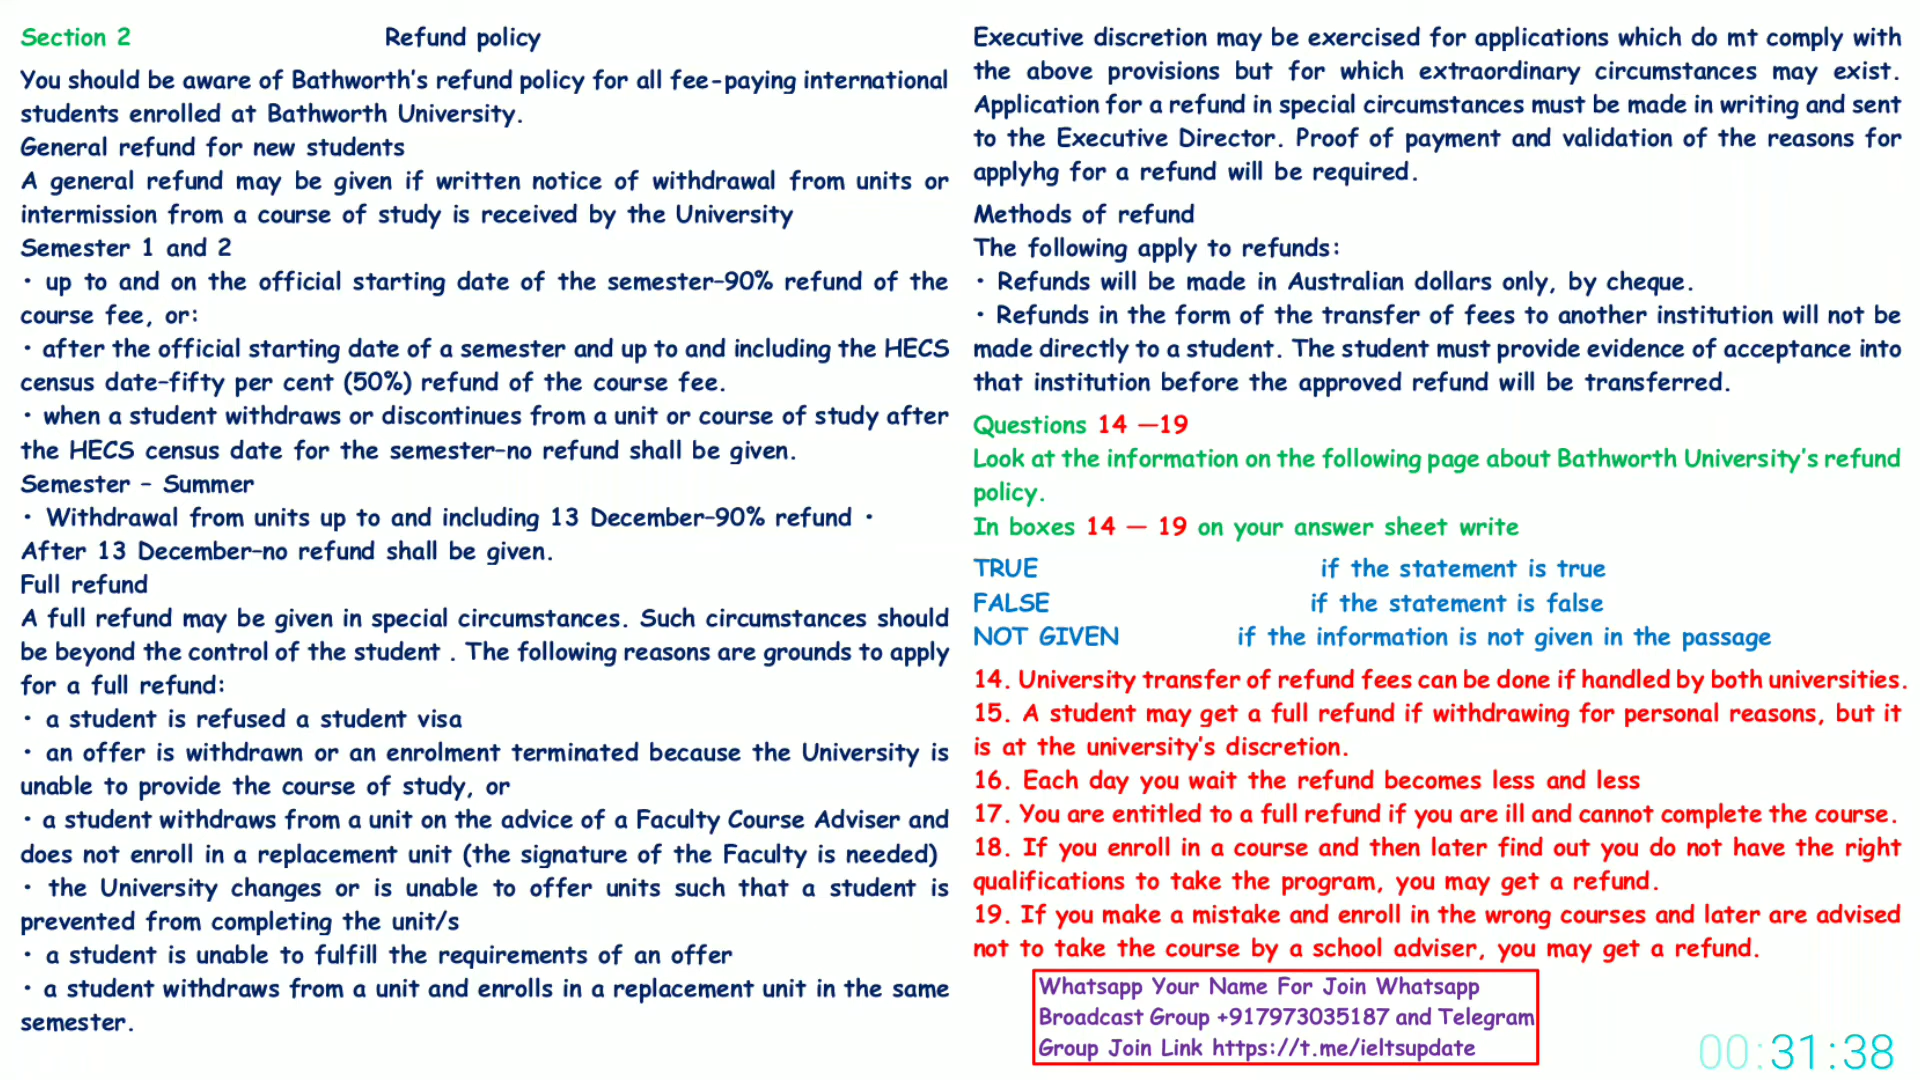 Section 2 Refund policy
You should be aware of Bathworth's refund policy for all fee-paying international
students enrolled at Bathworth University.
General refund for new students
A general refund may be given if written notice of withdrawal from units or
intermission from a course of study is received by the University
Semester 1 and 2
• up to and on the official starting date of the semester–90% refund of the
course fee, or:
• after the official starting date of a semester and up to and including the HECS
census date–fifty per cent (50%) refund of the course fee.
• when a student withdraws or discontinues from a unit or course of study after
the HECS census date for the semester–no refund shall be given.
Semester – Summer
• Withdrawal from units up to and including 13 December–90% refund •
After 13 December–no refund shall be given.
Full refund
A full refund may be given in special circumstances. Such circumstances should
be beyond the control of the student . The following reasons are grounds to apply
for a full refund:
• a student is refused a student visa
• an offer is withdrawn or an enrolment terminated because the University is
unable to provide the course of study, or
• a student withdraws from a unit on the advice of a Faculty Course Adviser and
does not enroll in a replacement unit (the signature of the Faculty is needed)
• the University changes or is unable to offer units such that a student is
prevented from completing the unit/s
• a student is unable to fulfill the requirements of an offer
• a student withdraws from a unit and enrolls in a replacement unit in the same
semester.
Executive discretion may be exercised for applications which do mt comply with
the above provisions but for which extraordinary circumstances may exist.
Application for a refund in special circumstances must be made in writing and sent
to the Executive Director. Proof of payment and validation of the reasons for
applyhg for a refund will be required.
Methods of refund
The following apply to refunds:
• Refunds will be made in Australian dollars only, by cheque.
• Refunds in the form of the transfer of fees to another institution will not be
made directly to a student. The student must provide evidence of acceptance into
that institution before the approved refund will be transferred.
Questions 14 —19
Look at the information on the following page about Bathworth University's refund
policy.
In boxes 14 — 19 on your answer sheet write
TRUE if the statement is true
FALSE if the statement is false
NOT GIVEN if the information is not given in the passage
14. University transfer of refund fees can be done if handled by both universities.
15. A student may get a full refund if withdrawing for personal reasons, but it
is at the university's discretion.
16. Each day you wait the refund becomes less and less
17. You are entitled to a full refund if you are ill and cannot complete the course.
18. If you enroll in a course and then later find out you do not have the right
qualifications to take the program, you may get a refund.
19. If you make a mistake and enroll in the wrong courses and later are advised
not to take the course by a school adviser, you may get a refund.
Whatsapp Your Name For Join Whatsapp
Broadcast Group +917973035187 and Telegram
Group Join Link https://t.me/ieltsupdate
00:31:38